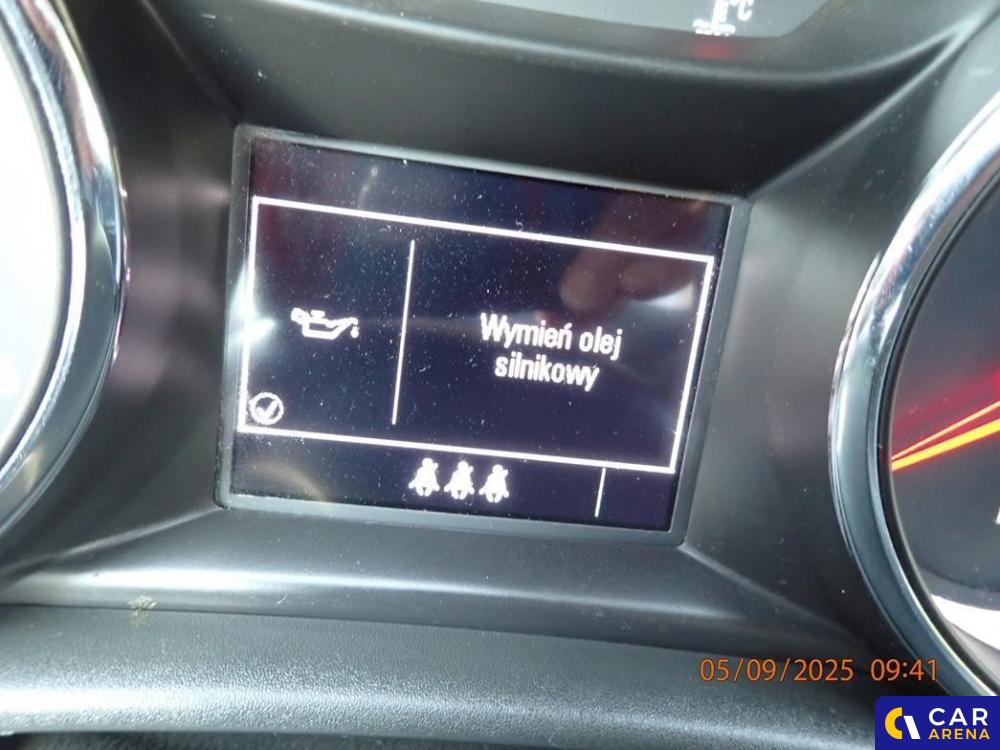 °C
Wymień olej
silnikowy
05/09/2025 09:41
CAR
ARENA